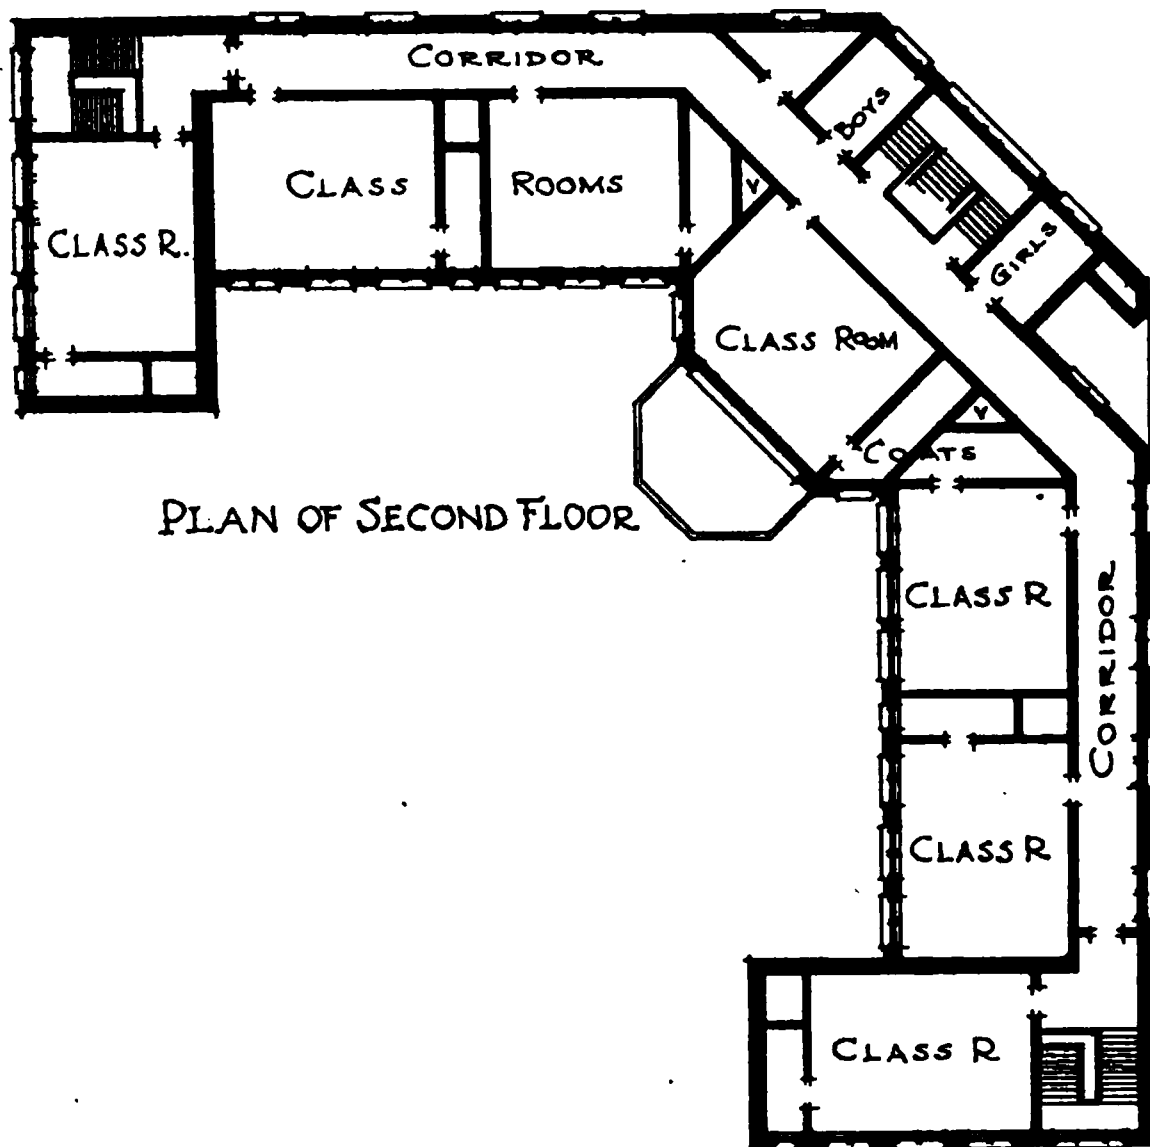 CORRIDOR
BOYS
CLASS ROOMS
V
CLASS R.
GIRLS
CLASS ROOM
V
COATS
PLAN OF SECOND FLOOR
CLASS R
CORRIDOR
CLASS R
CLASS R